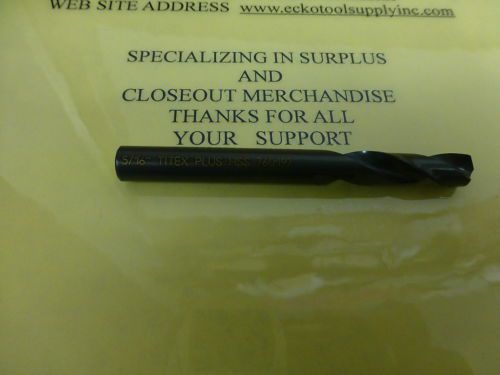 WEB SITE ADDRESS www.eckotoolsupplyinc.com
SPECIALIZING IN SURPLUS
AND
CLOSEOUT MERCHANDISE
THANKS FOR ALL
YOUR SUPPORT
5/16" TITEX PLUS HSS